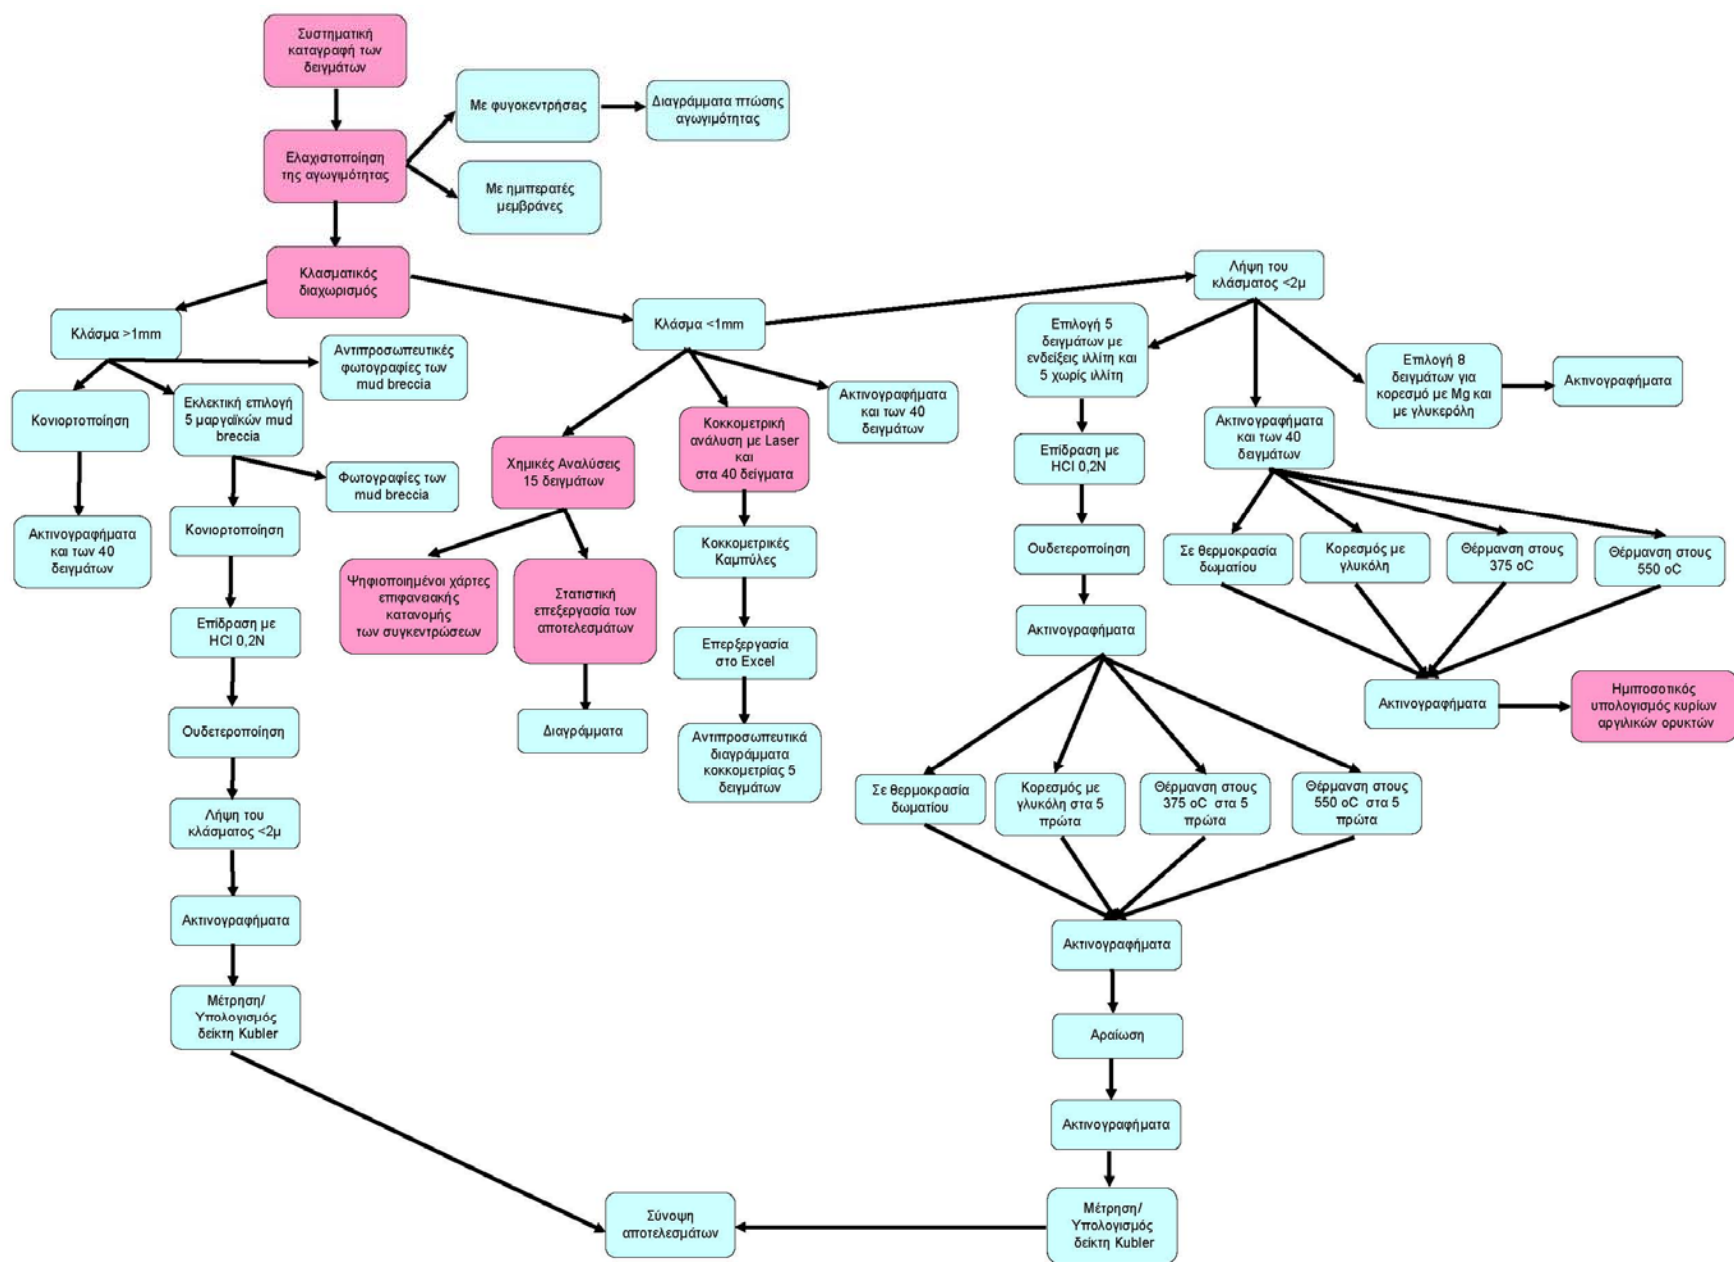 Συστηματική
καταγραφή των
δειγμάτων
Με φυγοκεντρήσεις
Διαγράμματα πτώσης
αγωγιμότητας
Ελαχιστοποίηση
της αγωγιμότητας
Με ημιπερατές
μεμβράνες
Κλασματικός
διαχωρισμός
Λήψη του
κλάσματος <2μ
Κλάσμα >1mm
Κλάσμα <1mm
Αντιπροσωπευτικές
φωτογραφίες των
mud breccia
Κονιορτοποίηση
Εκλεκτική επιλογή
5 μαργαϊκών mud
breccia
Ακτινογραφήματα
και των 40
δειγμάτων
Φωτογραφίες των
mud breccia
Κονιορτοποίηση
Επίδραση με
HCl 0,2N
Ουδετεροποίηση
Λήψη του
κλάσματος <2μ
Ακτινογραφήματα
Μέτρηση/
Υπολογισμός
δείκτη Kubler
Χημικές Αναλύσεις
15 δειγμάτων
Κοκκομετρική
ανάλυση με Laser
και
στα 40 δείγματα
Ακτινογραφήματα
και των 40
δειγμάτων
Ψηφιοποιημένοι χάρτες
επιφανειακής
κατανομής
των συγκεντρώσεων
Στατιστική
επεξεργασία των
αποτελεσμάτων
Διαγράμματα
Κοκκομετρικές
Καμπύλες
Επερξεργασία
στο Excel
Αντιπροσωπευτικά
διαγράμματα
κοκκομετρίας 5
δειγμάτων
Επιλογή 5
δειγμάτων με
ενδείξεις ιλλίτη και
5 χωρίς ιλλίτη
Επίδραση με
HCl 0,2N
Ουδετεροποίηση
Ακτινογραφήματα
Σε θερμοκρασία
δωματίου
Κορεσμός με
γλυκόλη στα 5
πρώτα
Θέρμανση στους
375 oC στα 5
πρώτα
Θέρμανση στους
550 oC στα 5
πρώτα
Ακτινογραφήματα
Αραίωση
Ακτινογραφήματα
Μέτρηση/
Υπολογισμός
δείκτη Kubler
Ακτινογραφήματα
και των 40
δειγμάτων
Επιλογή 8
δειγμάτων για
κορεσμό με Mg και
με γλυκερόλη
Ακτινογραφήματα
Σε θερμοκρασία
δωματίου
Κορεσμός με
γλυκόλη
Θέρμανση στους
375 oC
Θέρμανση στους
550 oC
Ακτινογραφήματα
Ημιποσοτικός
υπολογισμός κυρίων
αργιλικών ορυκτών
Σύνοψη
αποτελεσμάτων